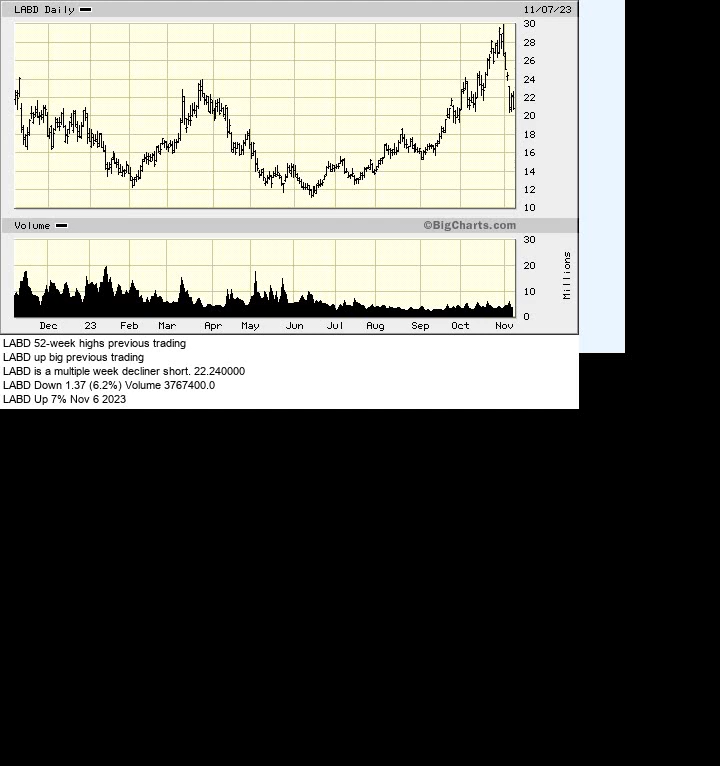 LABD Daily 11/07/23
30
28
26
24
22
20
18
16
14
12
10
Volume ©BigCharts.com
30
20
10
0
Millions
Dec 23 Feb Mar Apr May Jun Jul Aug Sep Oct Nov
LABD 52-week highs previous trading
LABD up big previous trading
LABD is a multiple week decliner short. 22.240000
LABD Down 1.37 (6.2%) Volume 3767400.0
LABD Up 7% Nov 6 2023